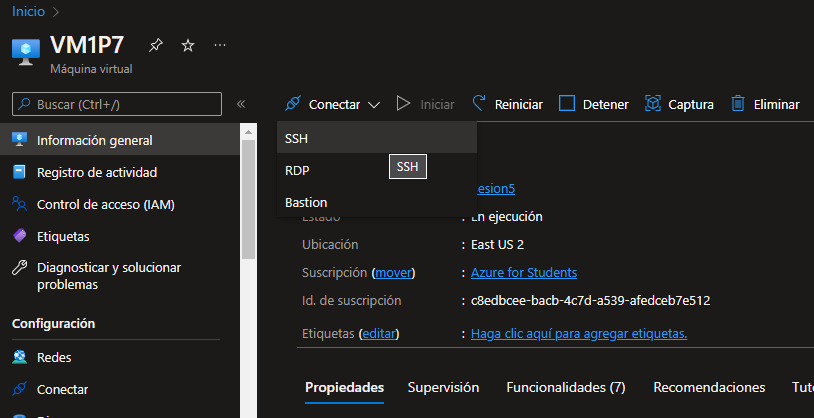 Inicio >
VM1P7
Máquina virtual
Buscar (Ctrl+/)
Conectar
Iniciar
Reiniciar
Detener
Captura
Eliminar
Información general
Registro de actividad
Control de acceso (IAM)
Etiquetas
Diagnosticar y solucionar
problemas
Configuración
Redes
Conectar
SSH
RDP
SSH
Bastion
esion5
Estado : En ejecución
Ubicación : East US 2
Suscripción (mover) : Azure for Students
Id. de suscripción : c8edbcee-bacb-4c7d-a539-afedceb7e512
Etiquetas (editar) : Haga clic aquí para agregar etiquetas.
Propiedades
Supervisión
Funcionalidades (7)
Recomendaciones
Tuto